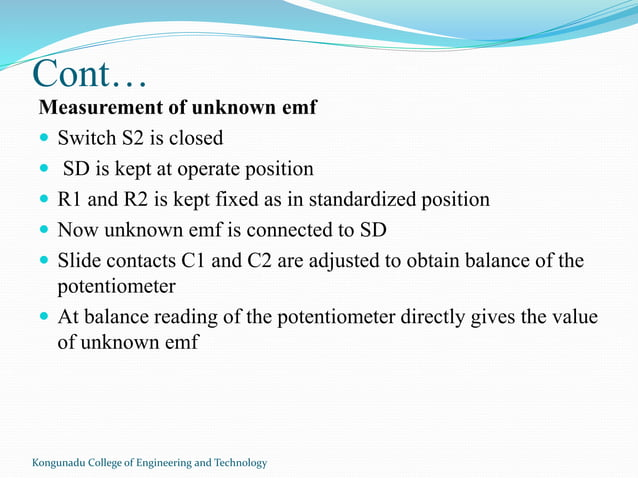 Cont…
Measurement of unknown emf
• Switch S2 is closed
• SD is kept at operate position
• R1 and R2 is kept fixed as in standardized position
• Now unknown emf is connected to SD
• Slide contacts C1 and C2 are adjusted to obtain balance of the
potentiometer
• At balance reading of the potentiometer directly gives the value
of unknown emf
Kongunadu College of Engineering and Technology